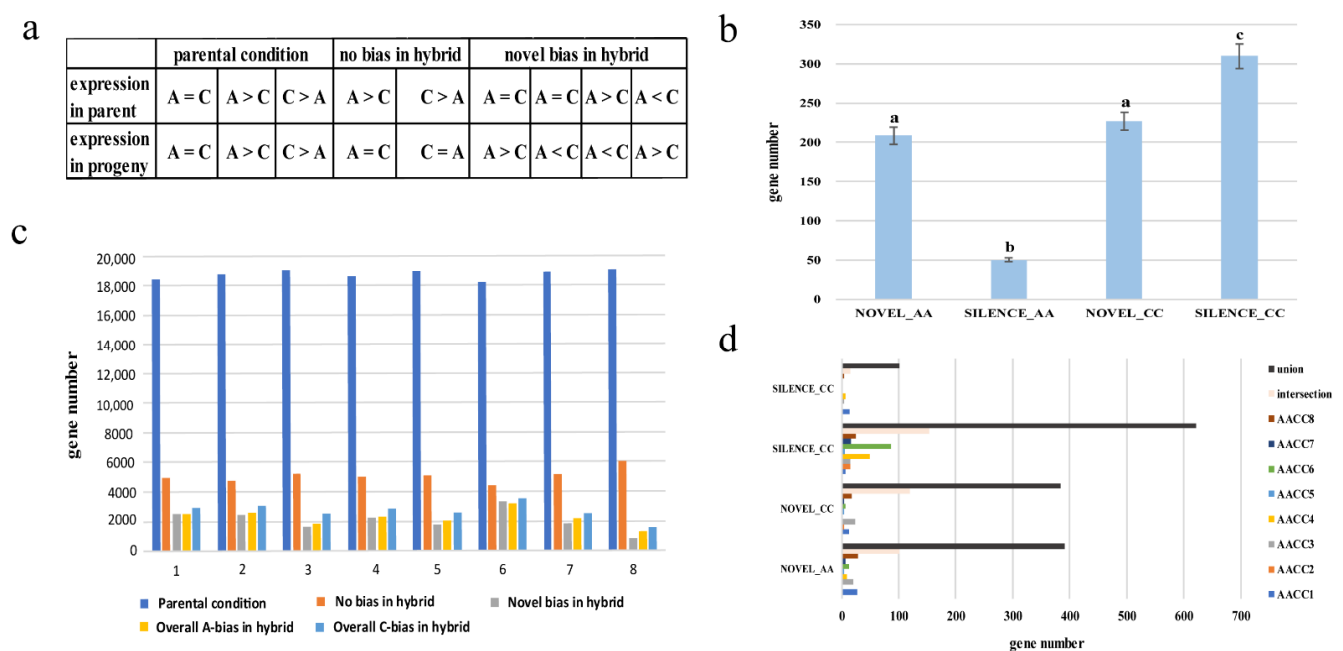 a
parental condition no bias in hybrid novel bias in hybrid
expression in parent A = C A > C C > A A > C C > A A = C A = C A > C A < C
expression in progeny A = C A > C C > A A = C C = A A > C A < C A < C A > C
b
350
300
250
200
150
100
50
0
gene number
a
b
a
c
NOVEL_AA SILENCE_AA NOVEL_CC SILENCE_CC
c
20,000
18,000
16,000
14,000
12,000
10,000
8,000
6000
4000
2000
0
gene number
1 2 3 4 5 6 7 8
Parental condition No bias in hybrid Novel bias in hybrid
Overall A-bias in hybrid Overall C-bias in hybrid
d
SILENCE_CC
SILENCE_CC
NOVEL_CC
NOVEL_AA
0 100 200 300 400 500 600 700
gene number
union
intersection
AACC8
AACC7
AACC6
AACC5
AACC4
AACC3
AACC2
AACC1